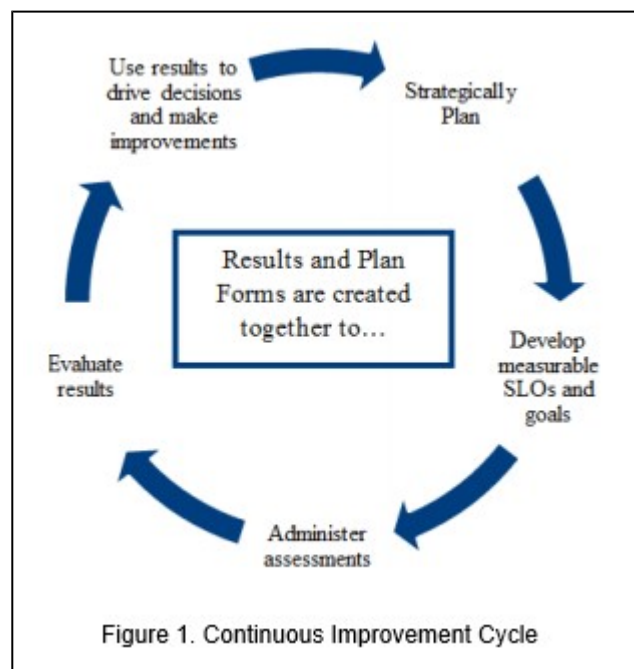 Use results to
drive decisions
and make
improvements
Strategically
Plan
Results and Plan
Forms are created
together to…
Develop
measurable
SLOs and
goals
Evaluate
results
Administer
assessments
Figure 1. Continuous Improvement Cycle